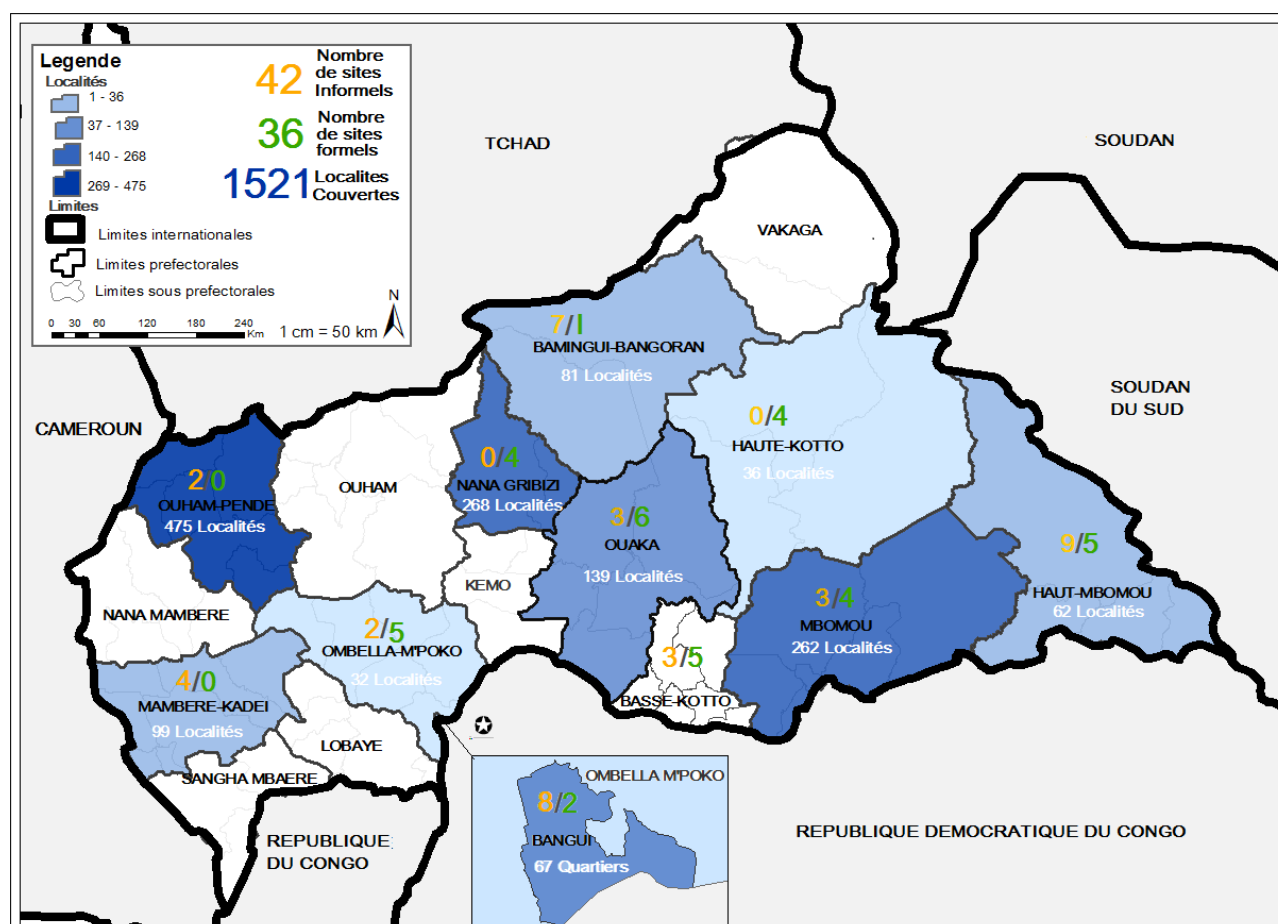 Legende
Localités
1 - 36
37 - 139
140 - 268
269 - 475
Limites
Limites internationales
Limites prefectorales
Limites sous prefectorales
42 Nombre
de sites
Informels
36 Nombre
de sites
formels
1521 Localites
Couvertes
0 30 60 120 180 240
Km
1 cm = 50 km
N
TCHAD
SOUDAN
VAKAGA
7/1
BAMINGUI-BANGORAN
81 Localités
SOUDAN
DU SUD
CAMEROUN
0/4
HAUTE-KOTTO
36 Localités
2/0
OUHAM-PENDE
475 Localités
OUHAM
0/4
NANA GRIBIZI
268 Localités
3/6
OUAKA
139 Localités
9/5
HAUT-MBOMOU
62 Localités
KEMO
NANA MAMBERE
3/4
MBOMOU
262 Localités
2/5
OMBELLA-M'POKO
32 Localités
3/5
BASSE-KOTTO
4/0
MAMBERE-KADEI
99 Localités
LOBAYE
SANGHA MBAERE
OMBELLA M'POKO
8/2
BANGUI
67 Quartiers
REPUBLIQUE
DU CONGO
REPUBLIQUE DEMOCRATIQUE DU CONGO